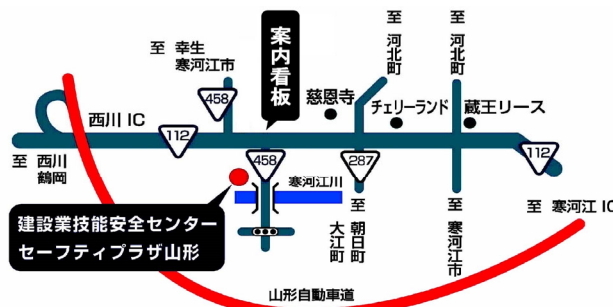 至 幸生
寒河江市
458
案内看板
慈恩寺
至 河北町
チェリーランド
至 河北町
蔵王リース
西川 IC
112
458
287
112
至 西川
鶴岡
寒河江川
至 朝日町
大江町
至 寒河江市
至 寒河江 IC
建設業技能安全センター
セーフティプラザ山形
山形自動車道